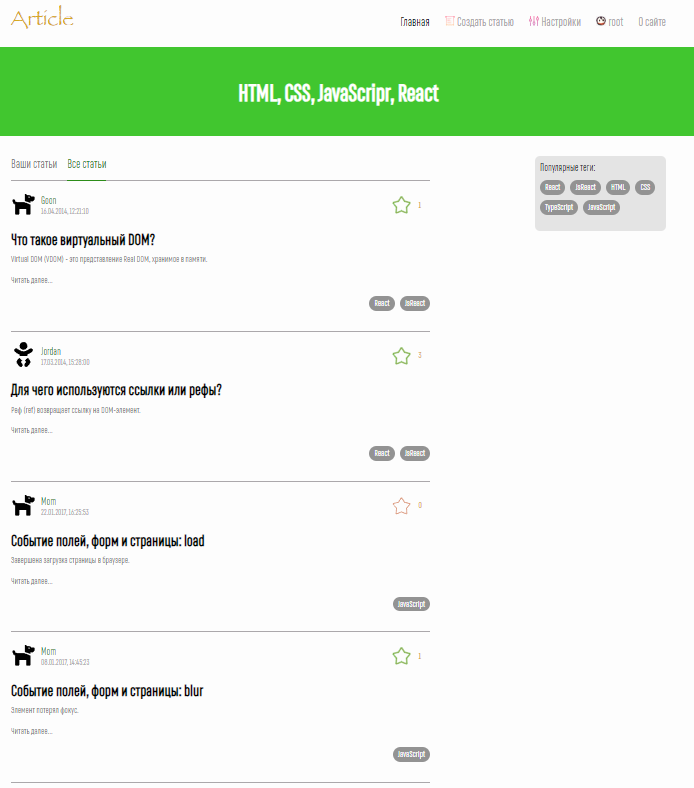 Article
Главная Создать статью Настройки root О сайте
HTML, CSS, JavaScripr, React
Ваши статьи Все статьи
Популярные теги:
React JsReact HTML CSS
TypeScript JavaScript
Goon
16.04.2014, 12:21:10
1
Что такое виртуальный DOM?
Virtual DOM (VDOM) - это представление Real DOM, хранимое в памяти.
Читать далее...
React JsReact
Jordan
17.03.2014, 15:28:00
3
Для чего используются ссылки или рефы?
Реф (ref) возвращает ссылку на DOM-элемент.
Читать далее...
React JsReact
Mom
22.01.2017, 16:25:53
0
Событие полей, форм и страницы: load
Завершена загрузка страницы в браузере.
Читать далее...
JavaScript
Mom
08.01.2017, 14:45:23
1
Событие полей, форм и страницы: blur
Элемент потерял фокус.
Читать далее...
JavaScript